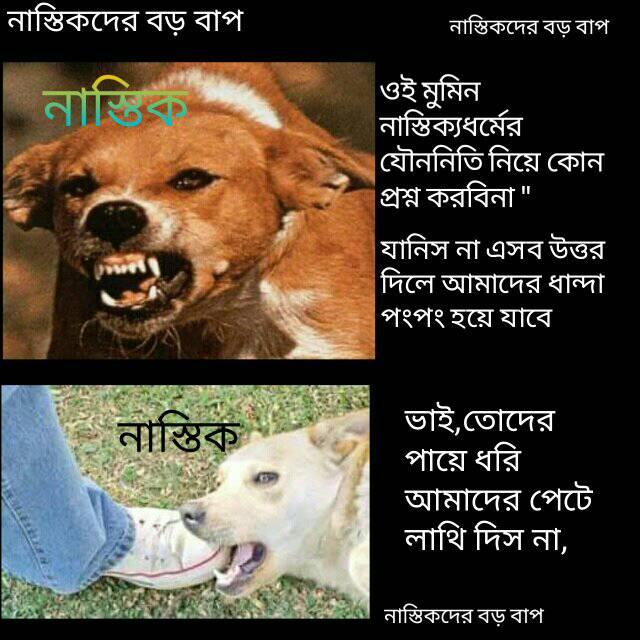 নাস্তিকদের বড় বাপ
নাস্তিকদের বড় বাপ
নাস্তিক
ওই মুমিন
নাস্তিক্যধর্মের
যৌননিতি নিয়ে কোন
প্রশ্ন করবিনা "
যানিস না এসব উত্তর
দিলে আমাদের ধান্দা
পংপং হয়ে যাবে
নাস্তিক
ভাই,তোদের
পায়ে ধরি
আমাদের পেটে
লাথি দিস না,
নাস্তিকদের বড় বাপ